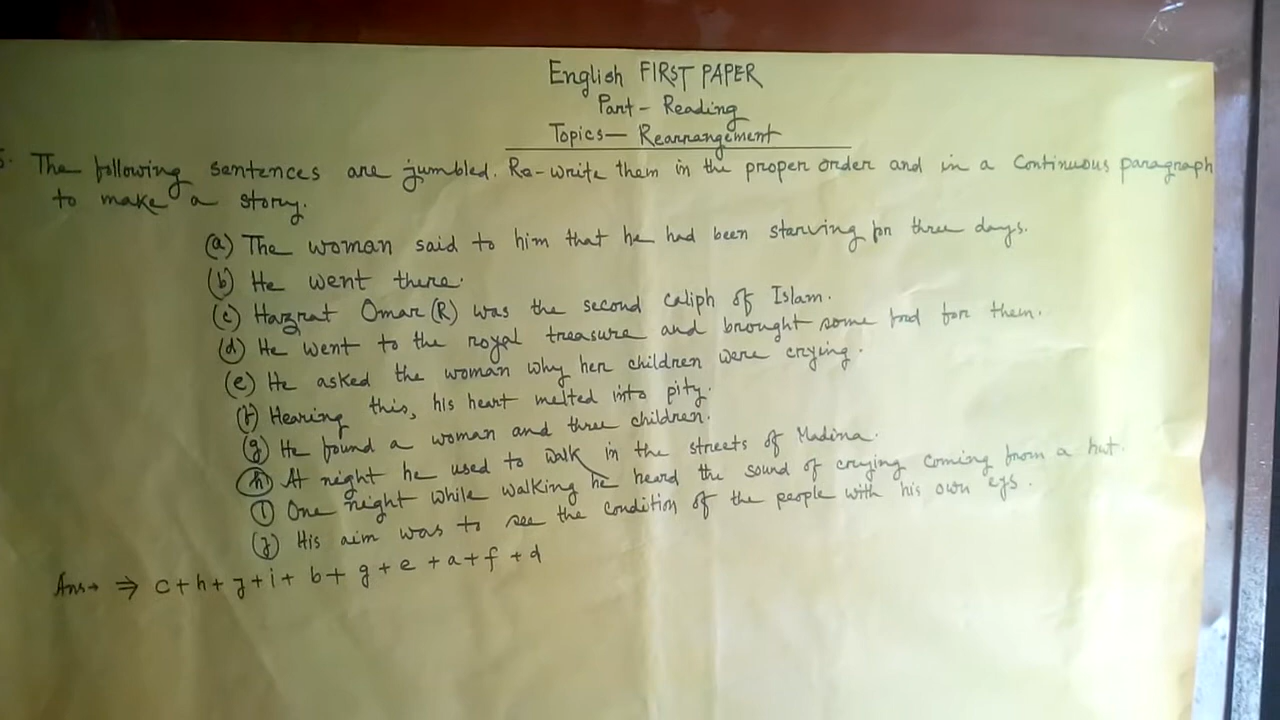 English FIRST PAPER
Part - Reading
Topics - Rearrangement
5. The following sentences are jumbled. Re-write them in the proper order and in a Continuous paragraph
to make a story.
(a) The woman said to him that he had been starving for three days.
(b) He went there.
(c) Hazrat Omar (R) was the second caliph of Islam.
(d) He went to the royal treasure and brought some food for them.
(e) He asked the woman why her children were crying.
(f) Hearing this, his heart melted into pity.
(g) He found a woman and three children.
(h) At night he used to walk in the streets of Madina.
(i) One night while walking he heard the sound of crying coming from a hut.
(j) His aim was to see the condition of the people with his own eys.
Ans→ ⇒ c+h+j+i+ b+ g+e +a+f +d